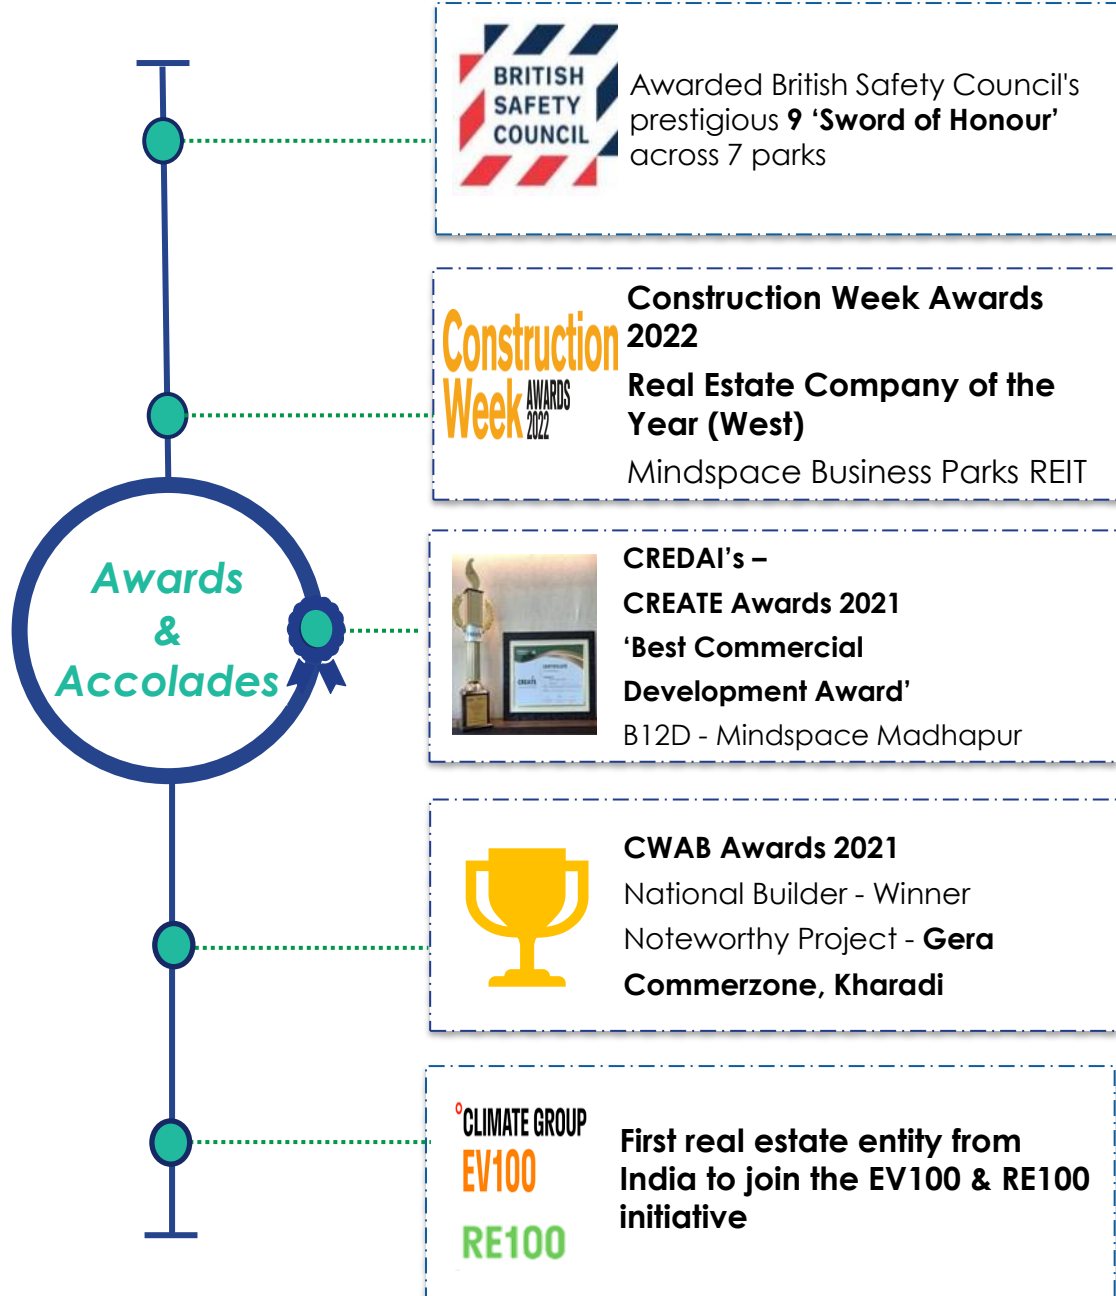 BRITISH
SAFETY
COUNCIL
Awarded British Safety Council's
prestigious 9 ‘Sword of Honour’
across 7 parks
Construction
Week AWARDS
2022
Construction Week Awards
2022
Real Estate Company of the
Year (West)
Mindspace Business Parks REIT
Awards
&
Accolades
CREATE
CERTIFICATE
CREDAI’s –
CREATE Awards 2021
‘Best Commercial
Development Award’
B12D - Mindspace Madhapur
CWAB Awards 2021
National Builder - Winner
Noteworthy Project - Gera
Commerzone, Kharadi
°CLIMATE GROUP
EV100
RE100
First real estate entity from
India to join the EV100 & RE100
initiative